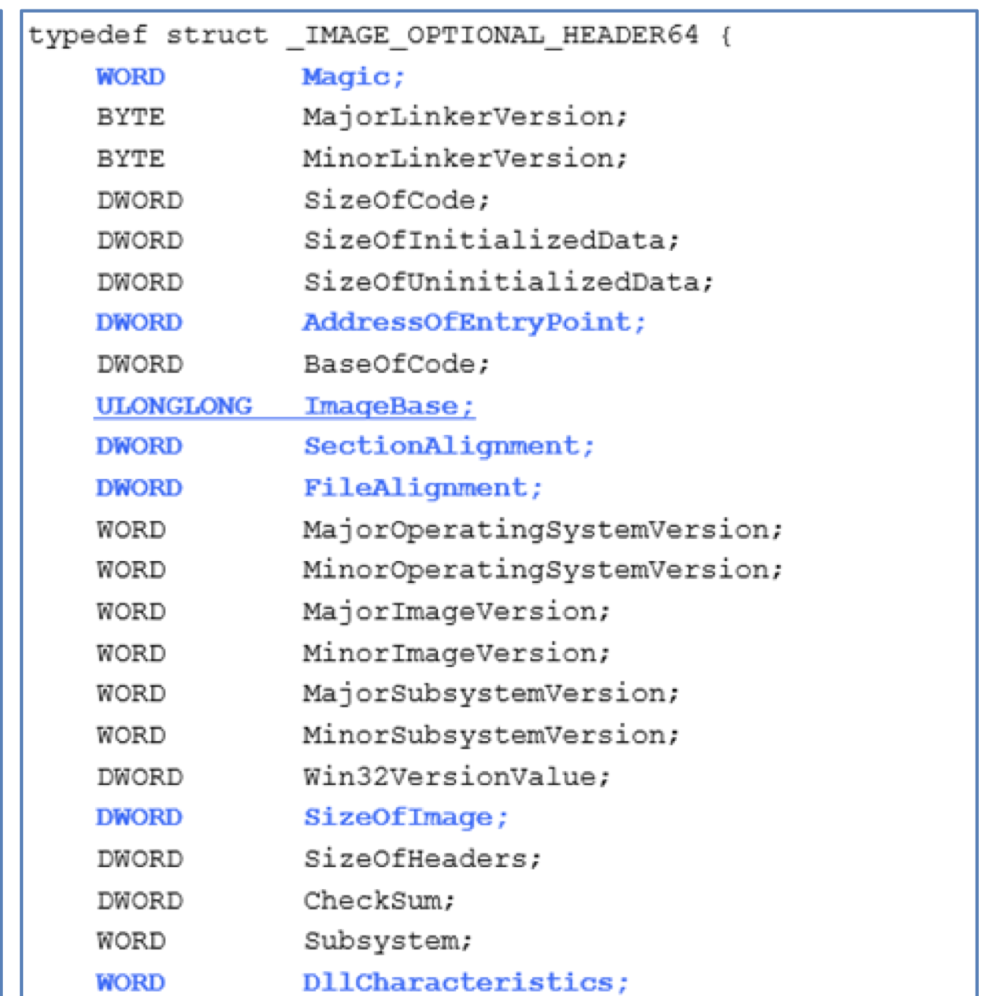 typedef struct _IMAGE_OPTIONAL_HEADER64 {
WORD Magic;
BYTE MajorLinkerVersion;
BYTE MinorLinkerVersion;
DWORD SizeOfCode;
DWORD SizeOfInitializedData;
DWORD SizeOfUninitializedData;
DWORD AddressOfEntryPoint;
DWORD BaseOfCode;
ULONGLONG ImageBase;
DWORD SectionAlignment;
DWORD FileAlignment;
WORD MajorOperatingSystemVersion;
WORD MinorOperatingSystemVersion;
WORD MajorImageVersion;
WORD MinorImageVersion;
WORD MajorSubsystemVersion;
WORD MinorSubsystemVersion;
DWORD Win32VersionValue;
DWORD SizeOfImage;
DWORD SizeOfHeaders;
DWORD CheckSum;
WORD Subsystem;
WORD DllCharacteristics;